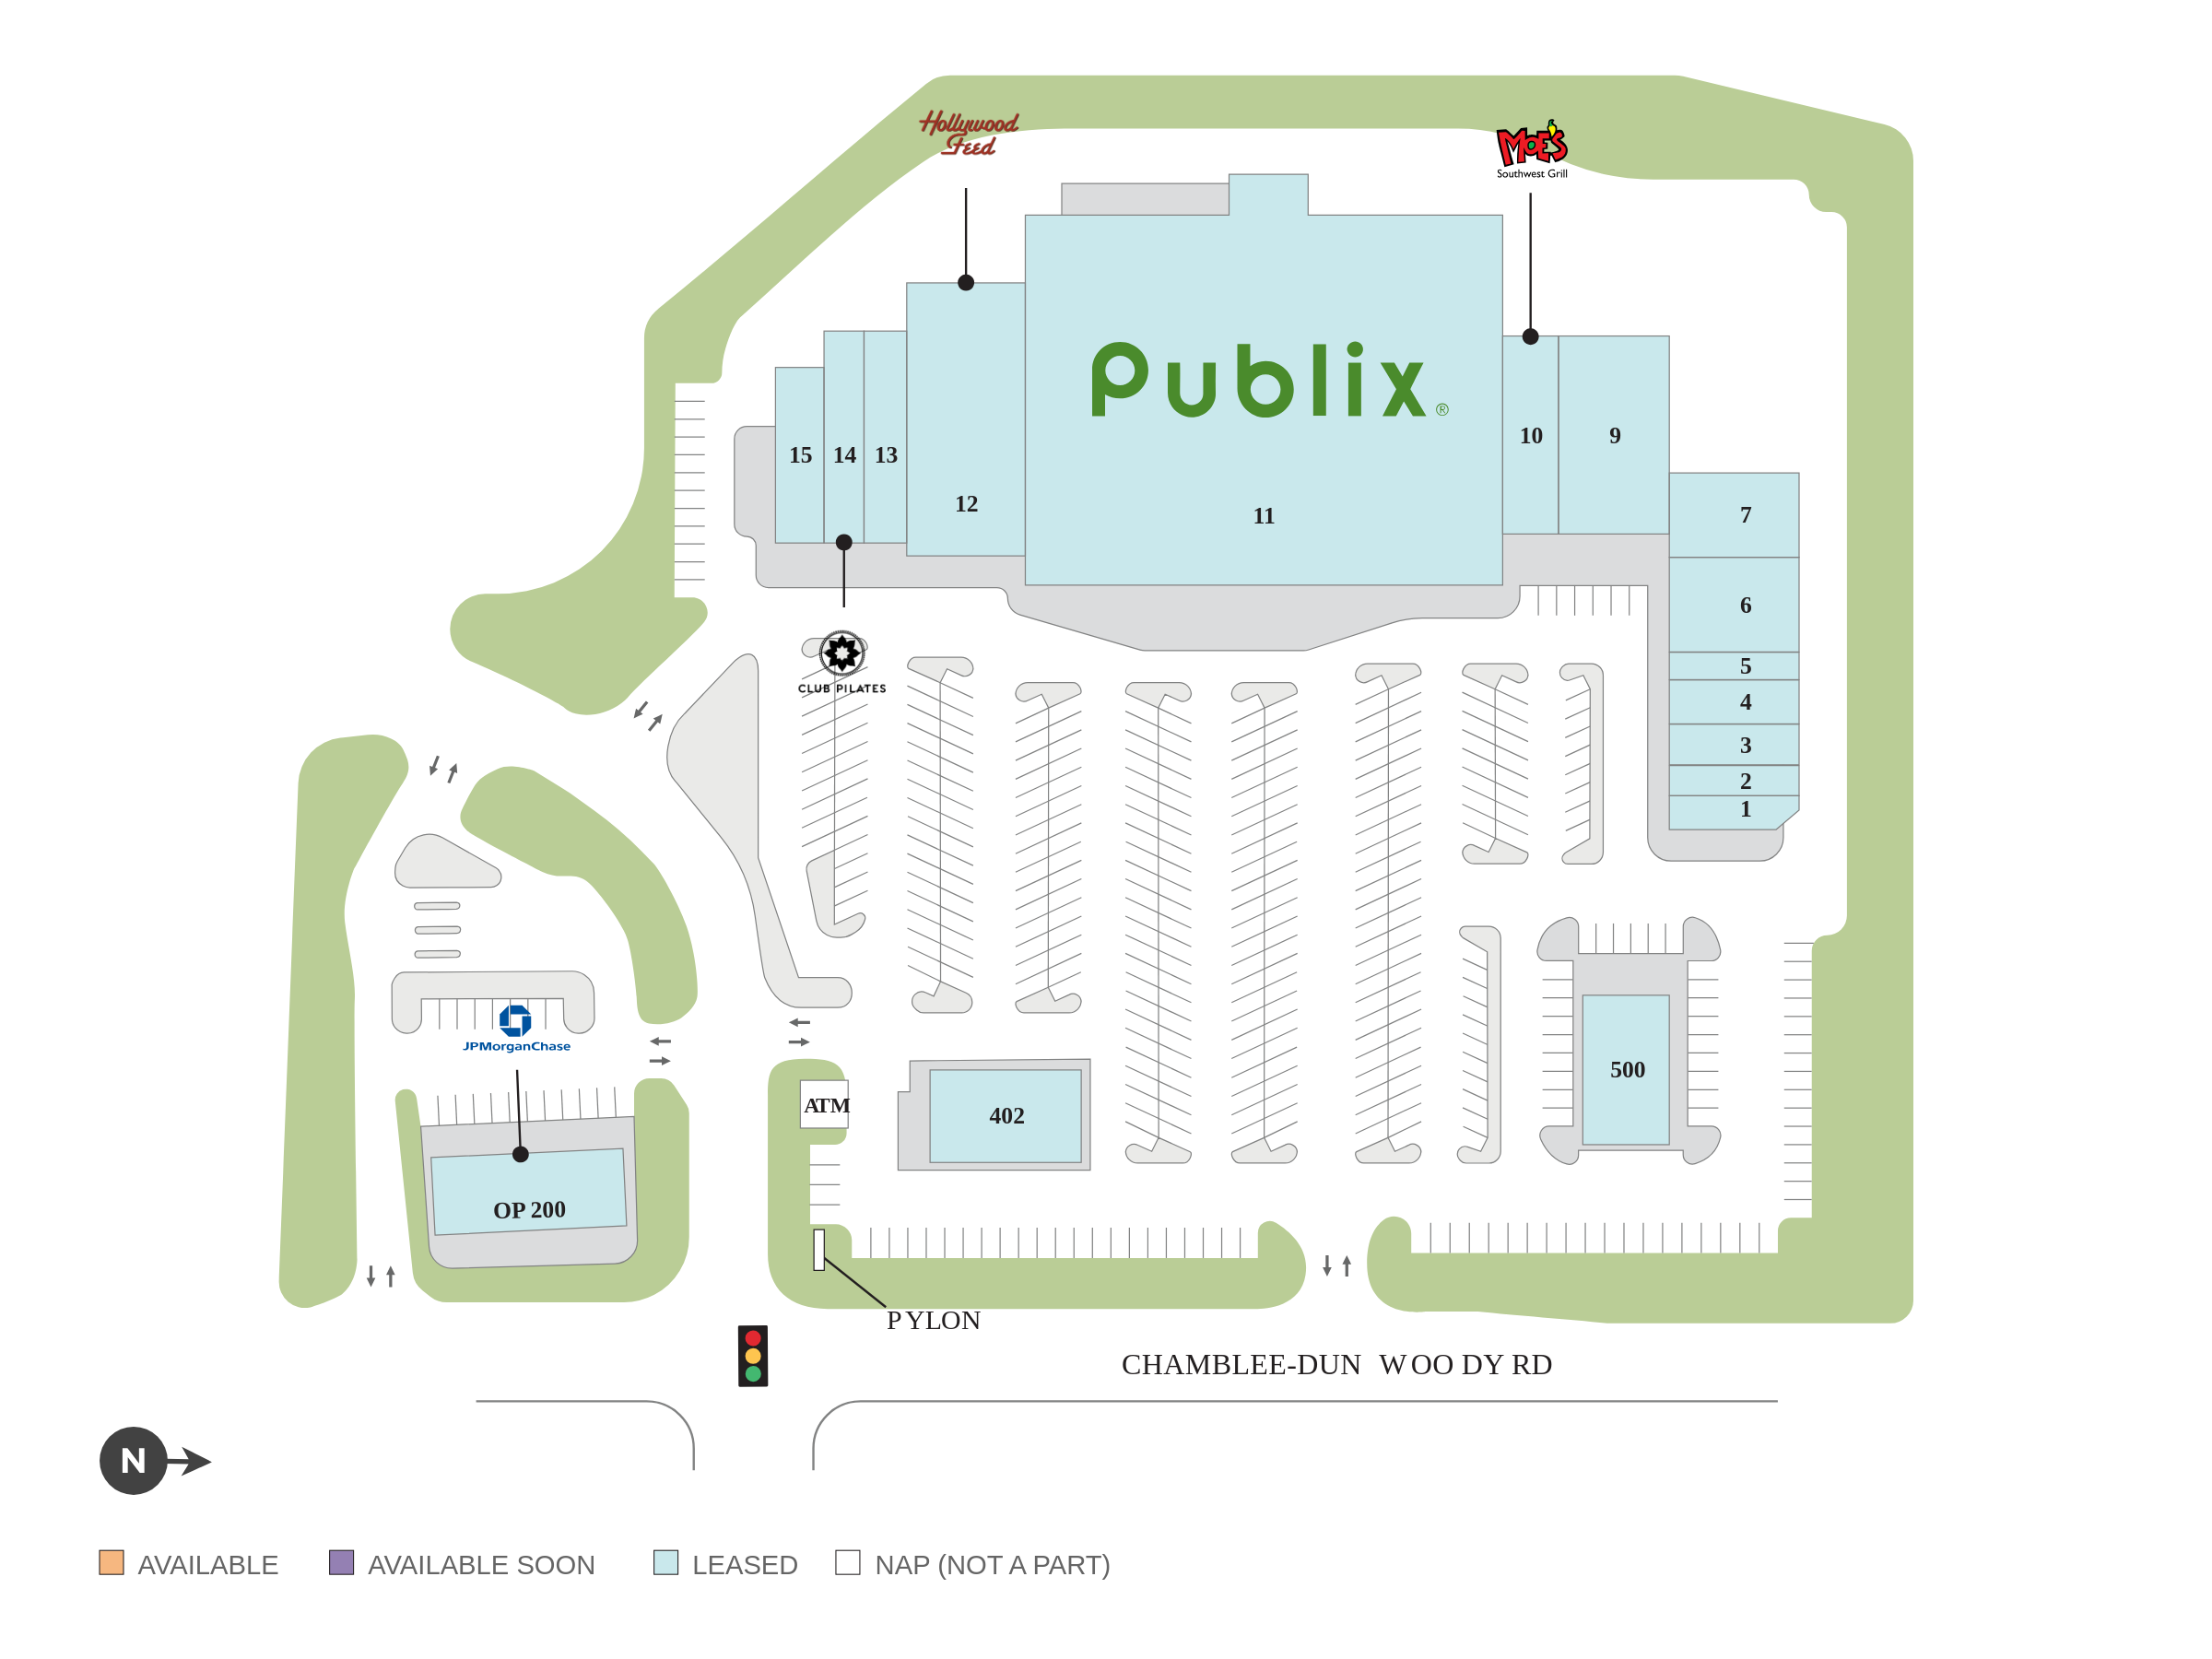 Hollywood
Feed
MOE'S
Southwest Grill
Publix®
10
9
15
14
13
12
11
7
6
5
4
3
2
1
CLUB PILATES
JPMorganChase
500
ATM
402
OP 200
PYLON
CHAMBLEE-DUN WOODY RD
N
AVAILABLE
AVAILABLE SOON
LEASED
NAP (NOT A PART)